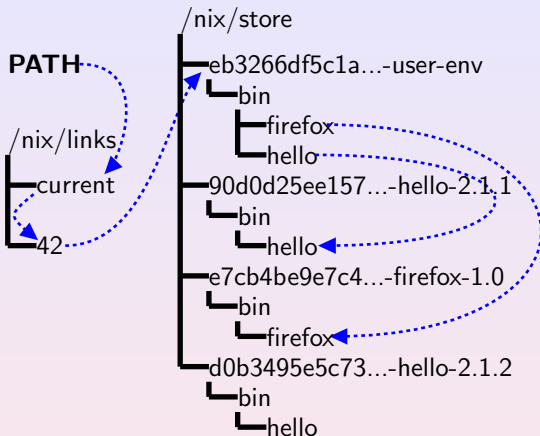 PATH
/nix/links
current
42
/nix/store
eb3266df5c1a...-user-env
bin
firefox
hello
90d0d25ee157...-hello-2.1.1
bin
hello
e7cb4be9e7c4...-firefox-1.0
bin
firefox
d0b3495e5c73...-hello-2.1.2
bin
hello